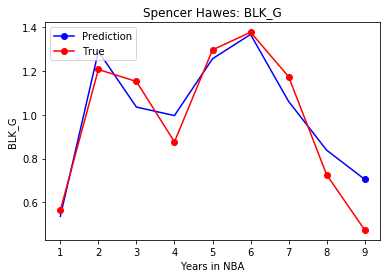 Spencer Hawes: BLK_G
Prediction
True
1.4
1.2
1.0
0.8
0.6
BLK_G
1 2 3 4 5 6 7 8 9
Years in NBA